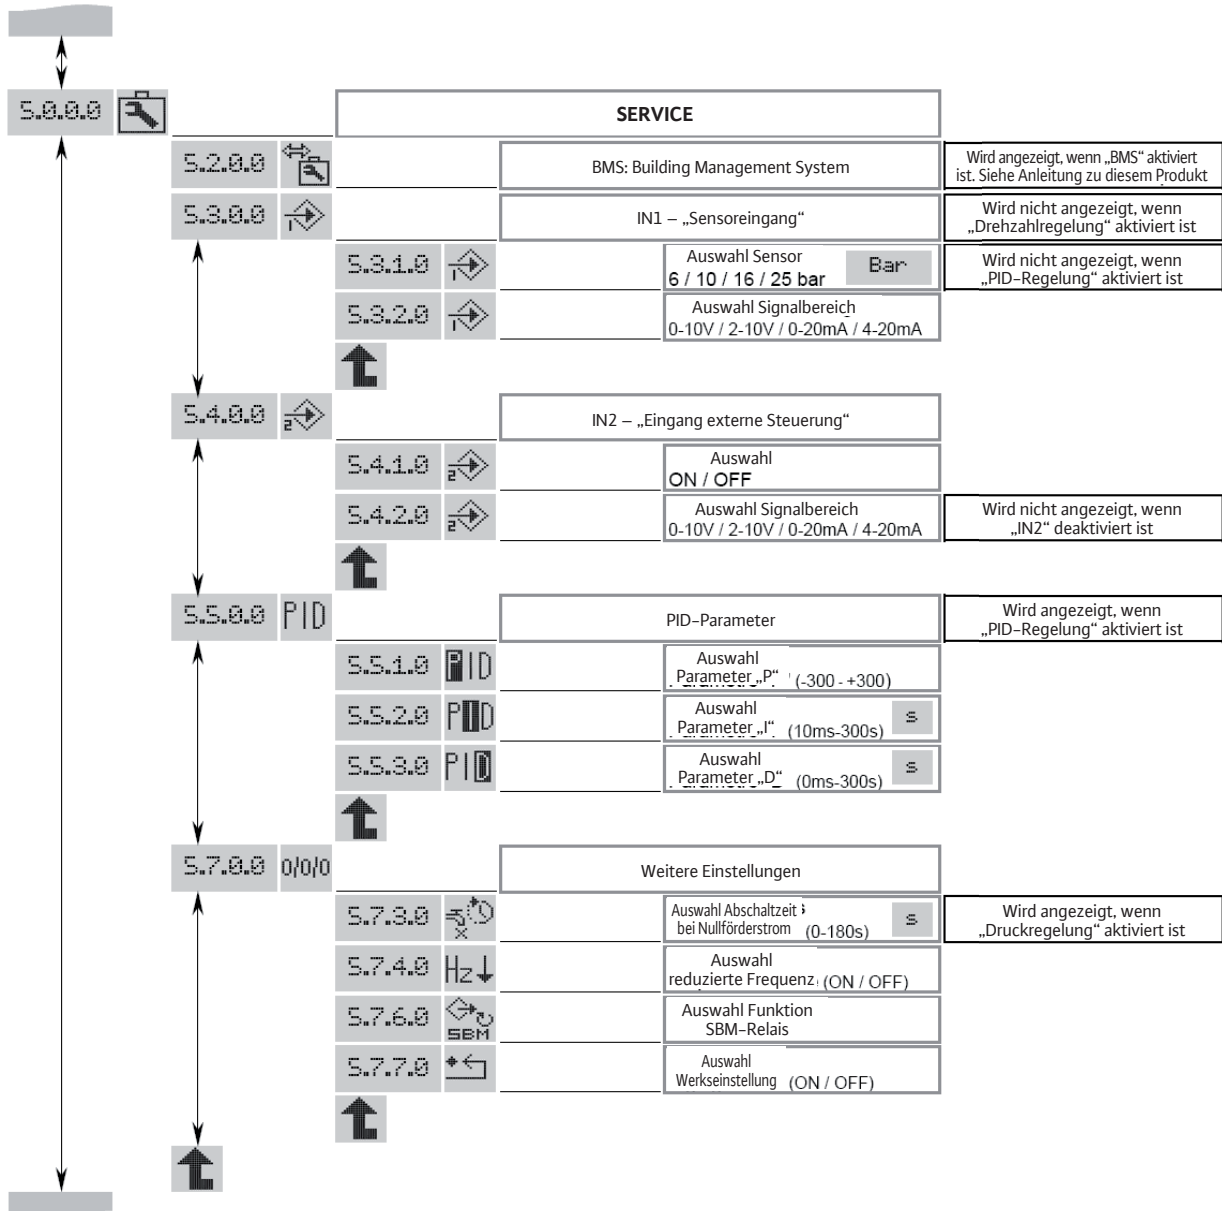 5.0.0.0
SERVICE
5.2.0.0
BMS: Building Management System
Wird angezeigt, wenn „BMS“ aktiviert
ist. Siehe Anleitung zu diesem Produkt
5.3.0.0
1
IN1 – „Sensoreingang“
Wird nicht angezeigt, wenn
„Drehzahlregelung“ aktiviert ist
5.3.1.0
1
Auswahl Sensor
6 / 10 / 16 / 25 bar
Bar
Wird nicht angezeigt, wenn
„PID-Regelung“ aktiviert ist
5.3.2.0
1
Auswahl Signalbereich
0-10V / 2-10V / 0-20mA / 4-20mA
5.4.0.0
2
IN2 – „Eingang externe Steuerung“
5.4.1.0
2
Auswahl
ON / OFF
5.4.2.0
2
Auswahl Signalbereich
0-10V / 2-10V / 0-20mA / 4-20mA
Wird nicht angezeigt, wenn
„IN2“ deaktiviert ist
5.5.0.0
PID
PID-Parameter
Wird angezeigt, wenn
„PID-Regelung“ aktiviert ist
5.5.1.0
PID
Auswahl
Parameter „P“ (-300 - +300)
5.5.2.0
PID
Auswahl
Parameter „I“ (10ms-300s)
s
5.5.3.0
PID
Auswahl
Parameter „D“ (0ms-300s)
s
5.7.0.0
0/0/0
Weitere Einstellungen
5.7.3.0
Auswahl Abschaltzeit
bei Nullförderstrom (0-180s)
s
Wird angezeigt, wenn
„Druckregelung“ aktiviert ist
5.7.4.0
Hz
Auswahl
reduzierte Frequenz (ON / OFF)
5.7.6.0
SBM
Auswahl Funktion
SBM-Relais
5.7.7.0
Auswahl
Werkseinstellung (ON / OFF)